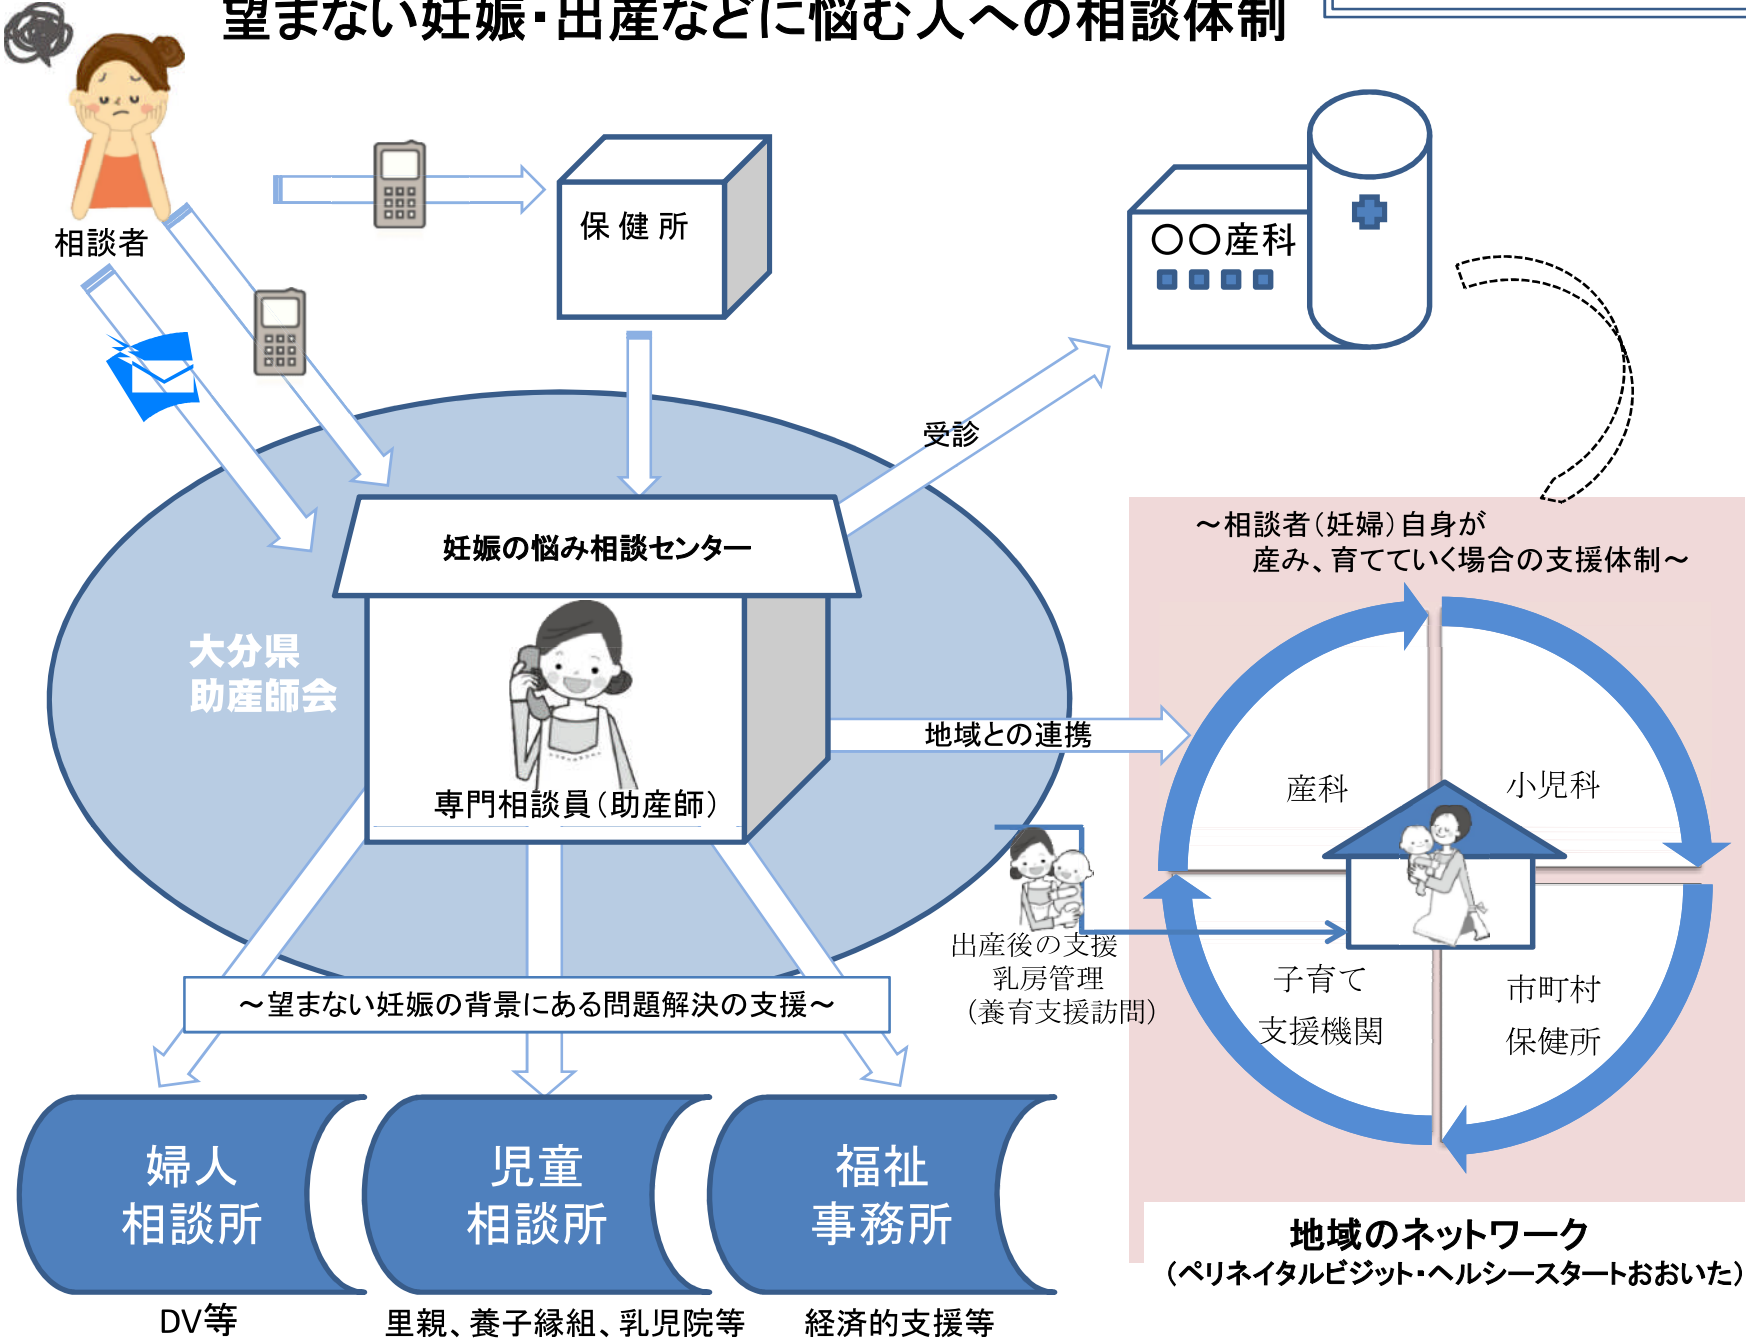 望まない妊娠・出産などに悩む人への相談体制
相談者
保健所
〇〇産科
受診
妊娠の悩み相談センター
大分県
助産師会
専門相談員(助産師)
地域との連携
～相談者(妊婦)自身が
産み、育てていく場合の支援体制～
産科
小児科
出産後の支援
乳房管理
(養育支援訪問)
子育て
支援機関
市町村
保健所
～望まない妊娠の背景にある問題解決の支援～
婦人
相談所
児童
相談所
福祉
事務所
DV等
里親、養子縁組、乳児院等
経済的支援等
地域のネットワーク
(ペリネイタルビジット・ヘルシースタートおおいた)